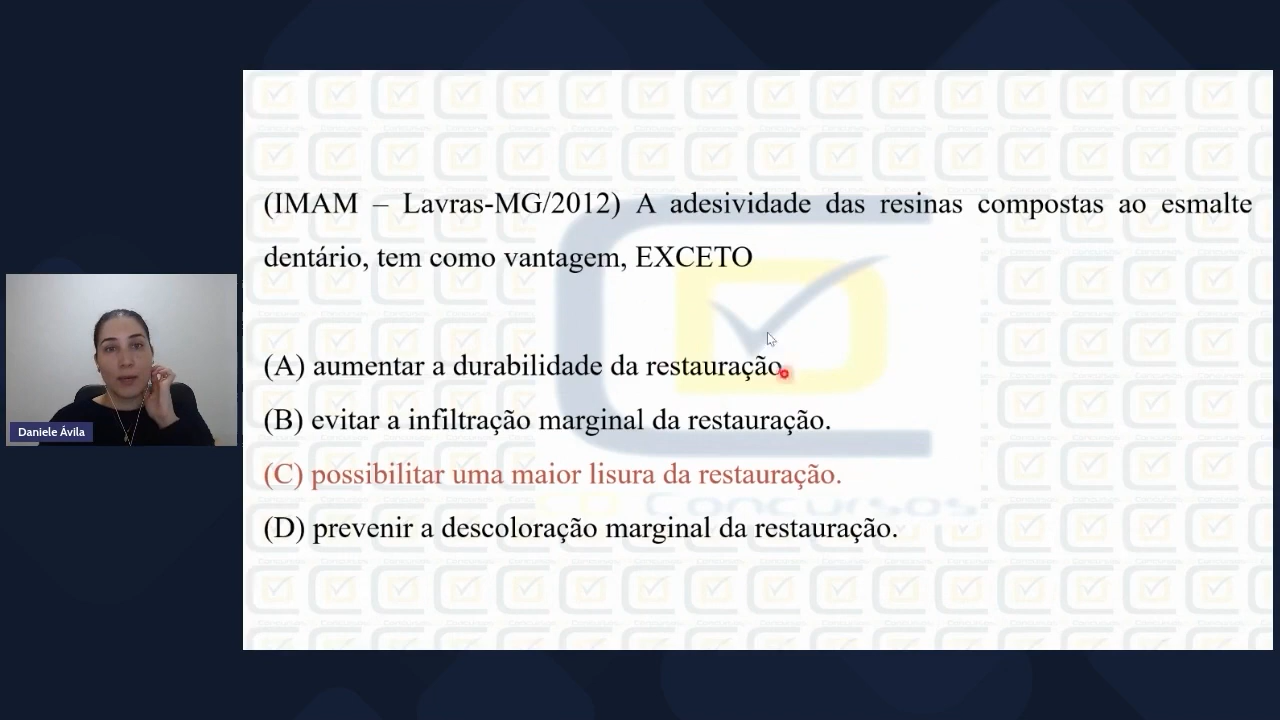 (IMAM – Lavras-MG/2012) A adesividade das resinas compostas ao esmalte
dentário, tem como vantagem, EXCETO
(A) aumentar a durabilidade da restauração.
(B) evitar a infiltração marginal da restauração.
(C) possibilitar uma maior lisura da restauração.
(D) prevenir a descoloração marginal da restauração.
Daniele Ávila
Concursos